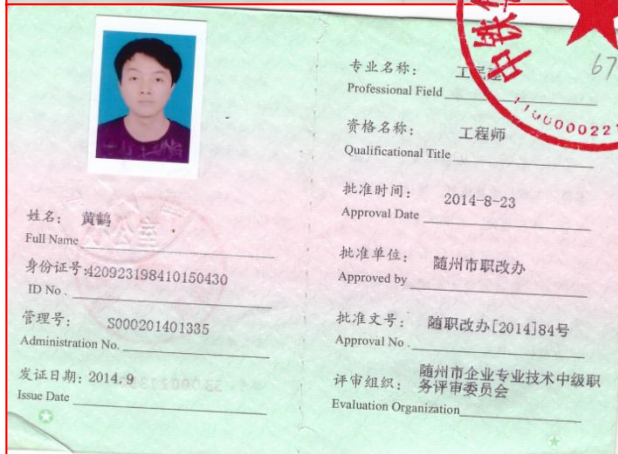 姓名： 黄鹤
Full Name
身份证号:420923198410150430
ID No .
管理号： S000201401335
Administration No.
发证日期: 2014.9
Issue Date
专业名称：
Professional Field
资格名称： 工程师
Qualificational Title
批准时间： 2014-8-23
Approval Date
批准单位： 随州市职改办
Approved by
批准文号： 随职改办[2014]84号
Approval No .
评审组织： 随州市企业专业技术中级职
务评审委员会
Evaluation Organization
中铁
67